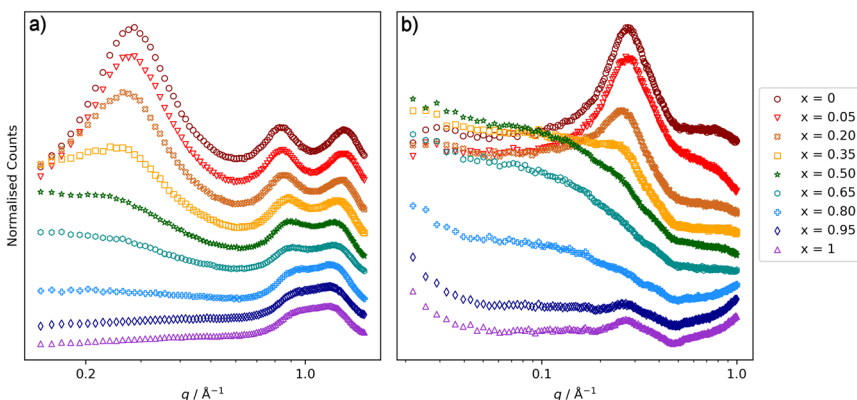 a)
b)
Normalised Counts
0.2
1.0
q / Å⁻¹
0.1
1.0
q / Å⁻¹
x = 0
x = 0.05
x = 0.20
x = 0.35
x = 0.50
x = 0.65
x = 0.80
x = 0.95
x = 1